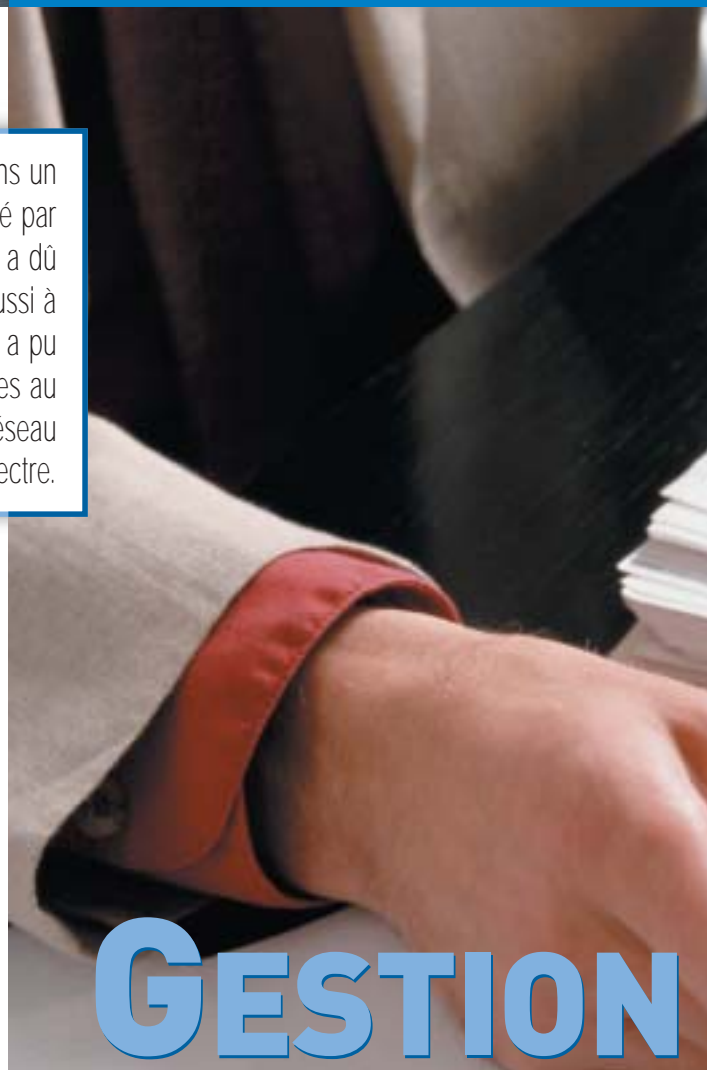 ns un
é par
a dû
ussi à
a pu
es au
éseau
ectre.
GESTION